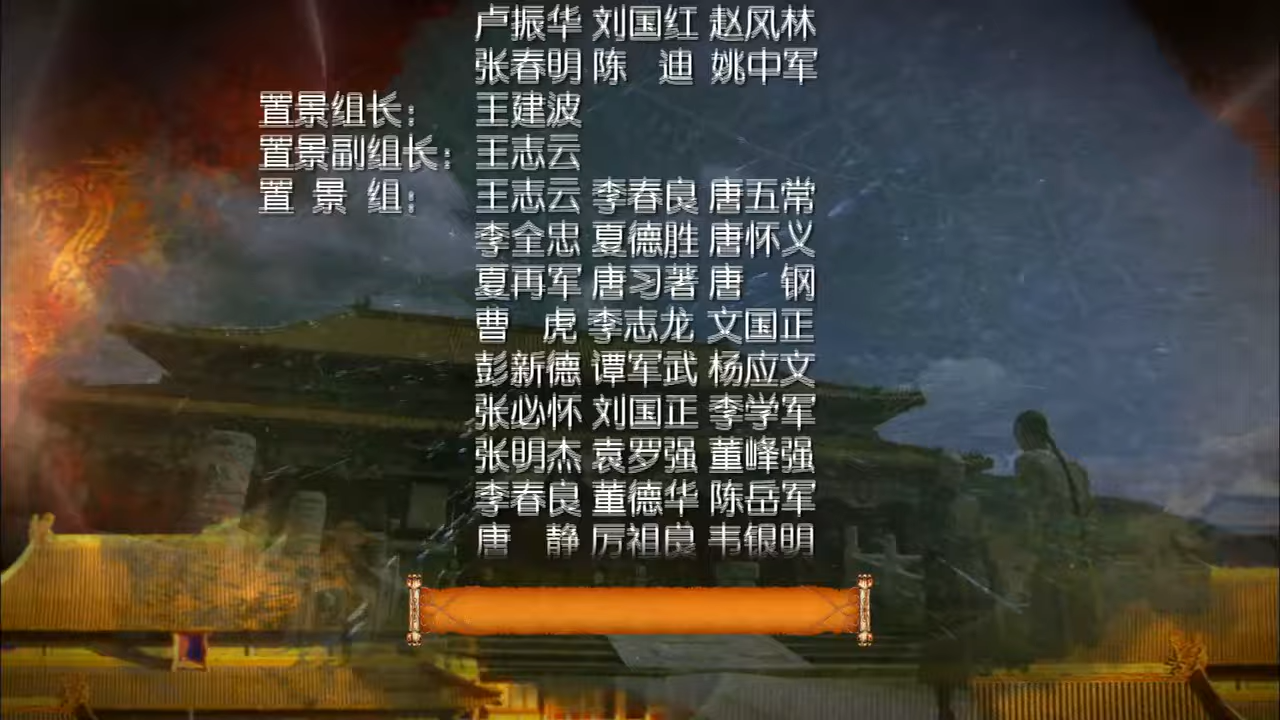 卢振华 刘国红 赵风林
张春明 陈 迪 姚中军
置景组长： 王建波
置景副组长：王志云
置 景 组： 王志云 李春良 唐五常
李全忠 夏德胜 唐怀义
夏再军 唐习著 唐 钢
曹 虎 李志龙 文国正
彭新德 谭军武 杨应文
张必怀 刘国正 李学军
张明杰 袁罗强 董峰强
李春良 董德华 陈岳军
唐 静 厉祖良 韦银明